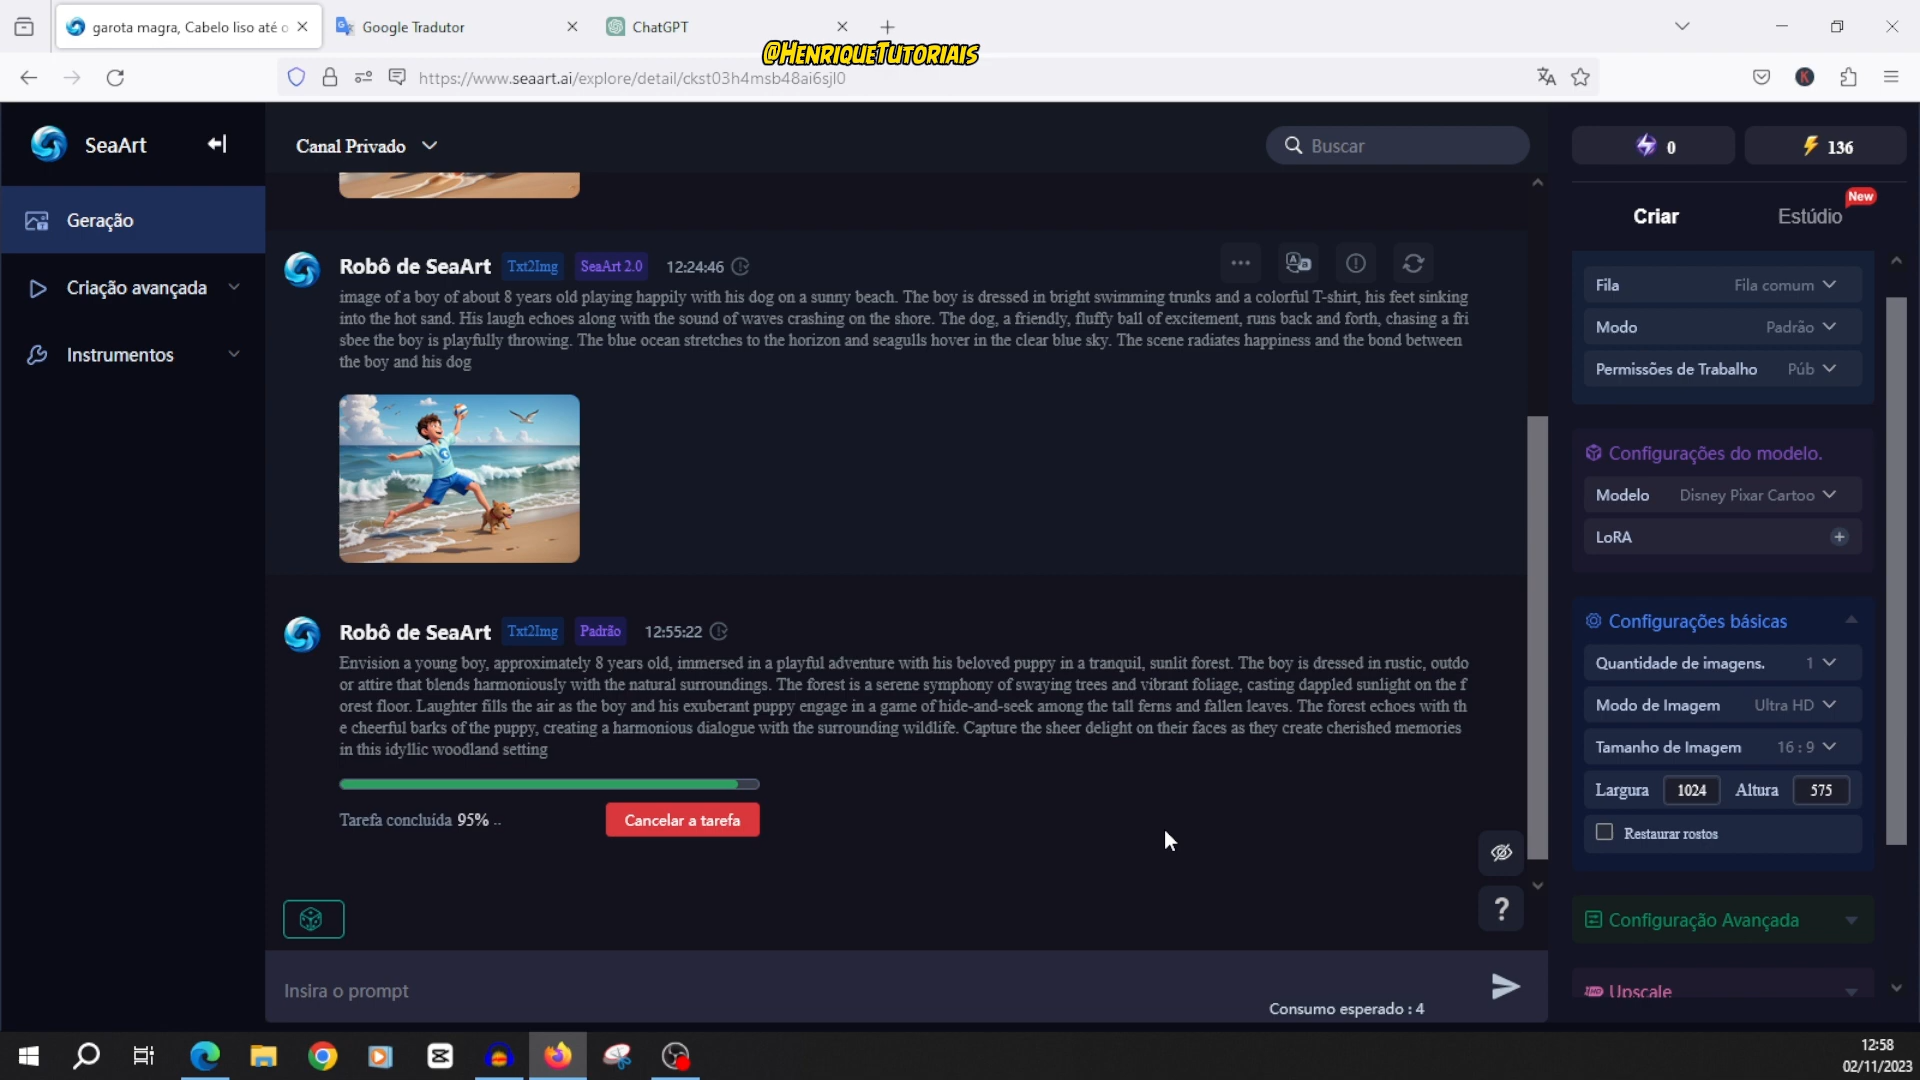 garota magra, Cabelo liso até o
Google Tradutor
ChatGPT
@HenriqueTutoriais
https://www.seaart.ai/explore/detail/ckst03h4msb48ai6sjl0
SeaArt
Geração
Criação avançada
Instrumentos
Canal Privado
Buscar
Robô de SeaArt Txt2Img SeaArt 2.0 12:24:46
image of a boy of about 8 years old playing happily with his dog on a sunny beach. The boy is dressed in bright swimming trunks and a colorful T-shirt, his feet sinking
into the hot sand. His laugh echoes along with the sound of waves crashing on the shore. The dog, a friendly, fluffy ball of excitement, runs back and forth, chasing a fri
sbee the boy is playfully throwing. The blue ocean stretches to the horizon and seagulls hover in the clear blue sky. The scene radiates happiness and the bond between
the boy and his dog
Robô de SeaArt Txt2Img Padrão 12:55:22
Envision a young boy, approximately 8 years old, immersed in a playful adventure with his beloved puppy in a tranquil, sunlit forest. The boy is dressed in rustic, outdo
or attire that blends harmoniously with the natural surroundings. The forest is a serene symphony of swaying trees and vibrant foliage, casting dappled sunlight on the f
orest floor. Laughter fills the air as the boy and his exuberant puppy engage in a game of hide-and-seek among the tall ferns and fallen leaves. The forest echoes with th
e cheerful barks of the puppy, creating a harmonious dialogue with the surrounding wildlife. Capture the sheer delight on their faces as they create cherished memories
in this idyllic woodland setting
Tarefa concluída 95% ..
Cancelar a tarefa
?
Insira o prompt
Consumo esperado : 4
0
136
Criar
Estúdio
New
Fila Fila comum
Modo Padrão
Permissões de Trabalho Púb
Configurações do modelo.
Modelo Disney Pixar Cartoo
LoRA
Configurações básicas
Quantidade de imagens. 1
Modo de Imagem Ultra HD
Tamanho de Imagem 16 : 9
Largura 1024 Altura 575
Restaurar rostos
Configuração Avançada
HD Upscale
12:58
02/11/2023